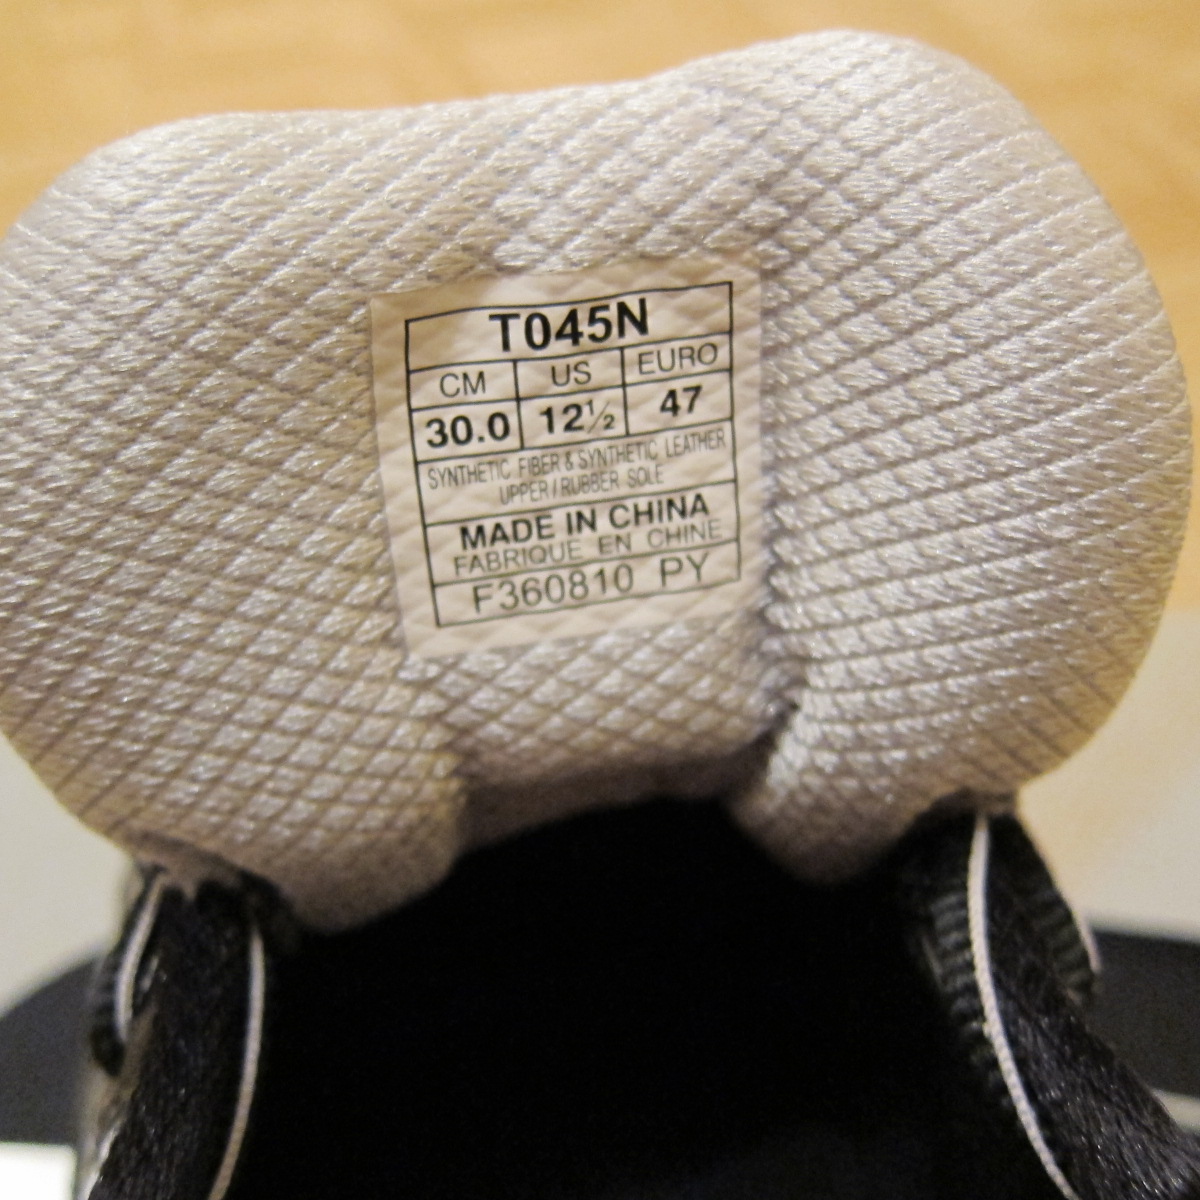 T045N
CM US EURO
30.0 12½ 47
SYNTHETIC FIBER & SYNTHETIC LEATHER
UPPER / RUBBER SOLE
MADE IN CHINA
FABRIQUE EN CHINE
F360810 PY